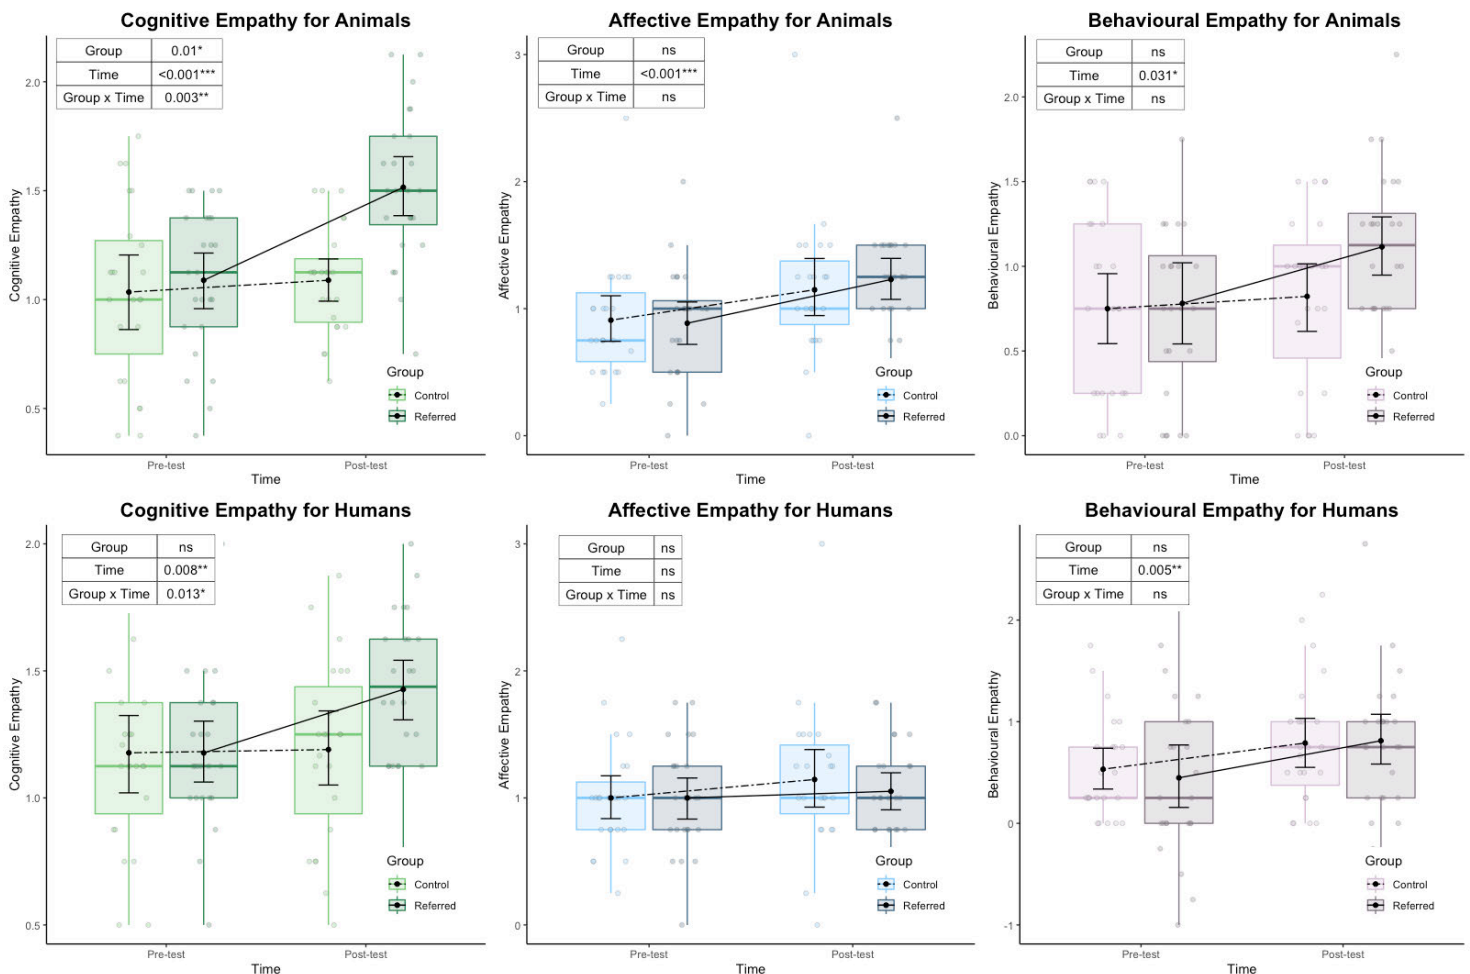 Cognitive Empathy for Animals
Group 0.01*
Time <0.001***
Group x Time 0.003**
Cognitive Empathy
2.0
1.5
1.0
0.5
Group
Control
Referred
Pre-test Post-test
Time
Affective Empathy for Animals
Group ns
Time <0.001***
Group x Time ns
Affective Empathy
3
2
1
0
Group
Control
Referred
Pre-test Post-test
Time
Behavioural Empathy for Animals
Group ns
Time 0.031*
Group x Time ns
Behavioural Empathy
2.0
1.5
1.0
0.5
0.0
Group
Control
Referred
Pre-test Post-test
Time
Cognitive Empathy for Humans
Group ns
Time 0.008**
Group x Time 0.013*
Cognitive Empathy
2.0
1.5
1.0
0.5
Group
Control
Referred
Pre-test Post-test
Time
Affective Empathy for Humans
Group ns
Time ns
Group x Time ns
Affective Empathy
3
2
1
0
Group
Control
Referred
Pre-test Post-test
Time
Behavioural Empathy for Humans
Group ns
Time 0.005**
Group x Time ns
Behavioural Empathy
2
1
0
-1
Group
Control
Referred
Pre-test Post-test
Time